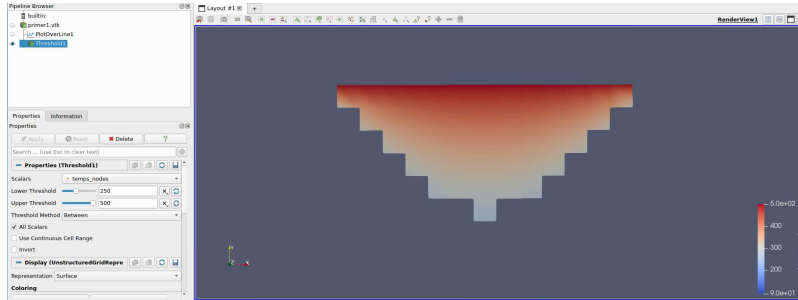 Pipeline Browser
builtin:
primer1.vtk
PlotOverLine1
Threshold1
Properties Information
Properties
Apply Reset Delete ?
Search ... (use Esc to clear text)
Properties (Threshold1)
Scalars temps_nodes
Lower Threshold 250
Upper Threshold 500
Threshold Method Between
All Scalars
Use Continuous Cell Range
Invert
Display (UnstructuredGridRepre
Representation Surface
Coloring
Layout #1 +
3D
RenderView1
5.0e+02
400
300
200
9.0e+01
Y
Z X